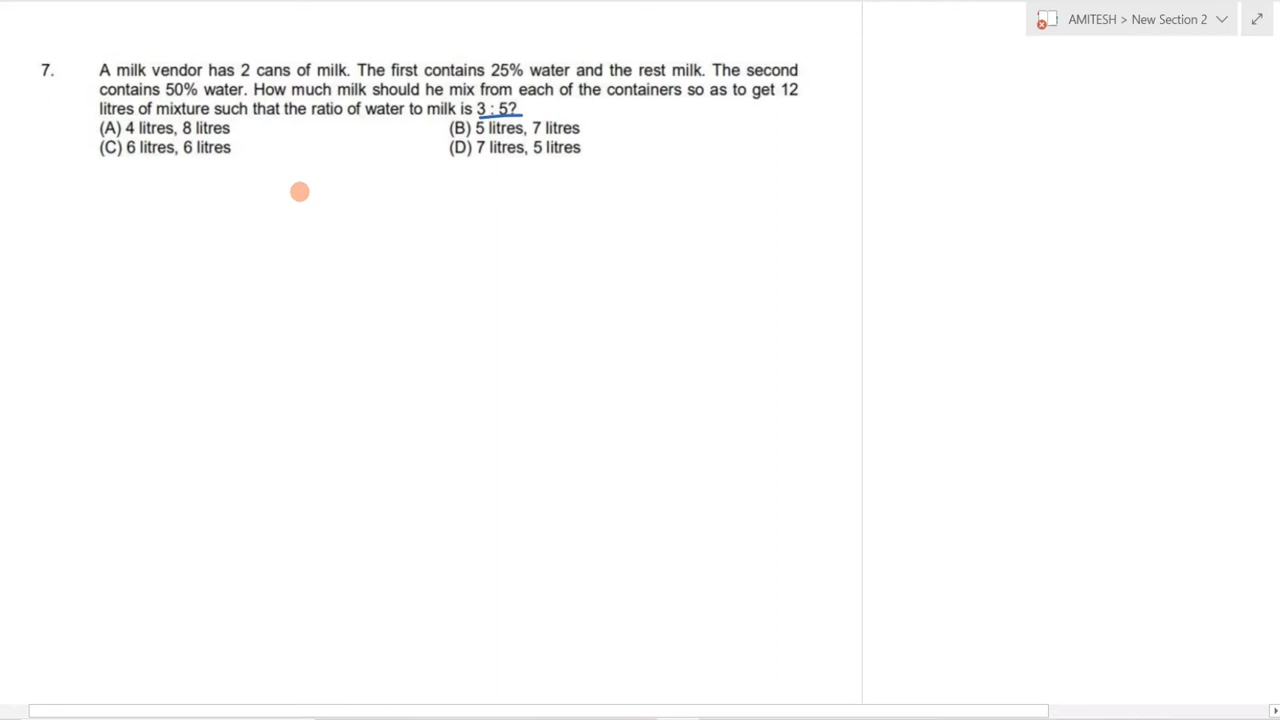 AMITESH > New Section 2
7. A milk vendor has 2 cans of milk. The first contains 25% water and the rest milk. The second
contains 50% water. How much milk should he mix from each of the containers so as to get 12
litres of mixture such that the ratio of water to milk is 3 : 5?
(A) 4 litres, 8 litres (B) 5 litres, 7 litres
(C) 6 litres, 6 litres (D) 7 litres, 5 litres